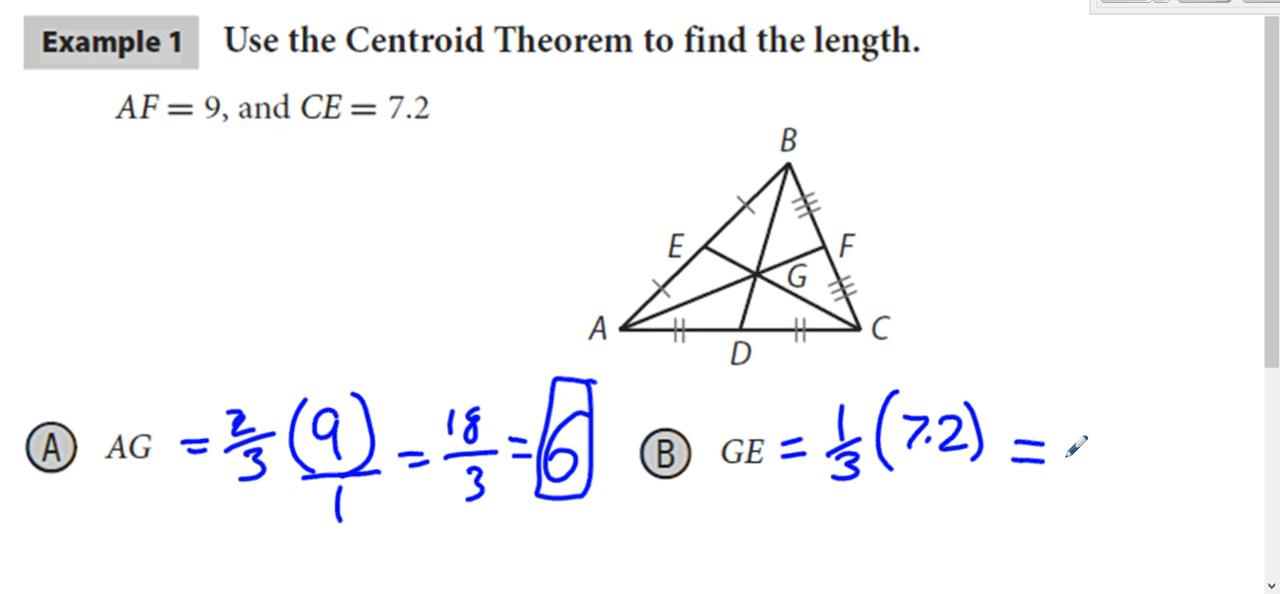 Example 1 Use the Centroid Theorem to find the length.
AF = 9, and CE = 7.2
B
E
F
G
A
C
D
A AG = 2/3 (9)/1 = 18/3 = 6
B GE = 1/3 (7.2) =